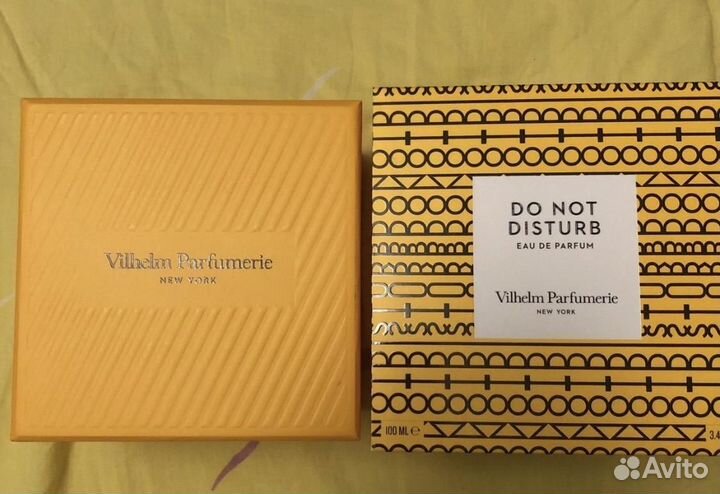 Vilhelm Parfumerie
NEW YORK
DO NOT
DISTURB
EAU DE PARFUM
Vilhelm Parfumerie
NEW YORK
100 ML ℮
3.4
Avito